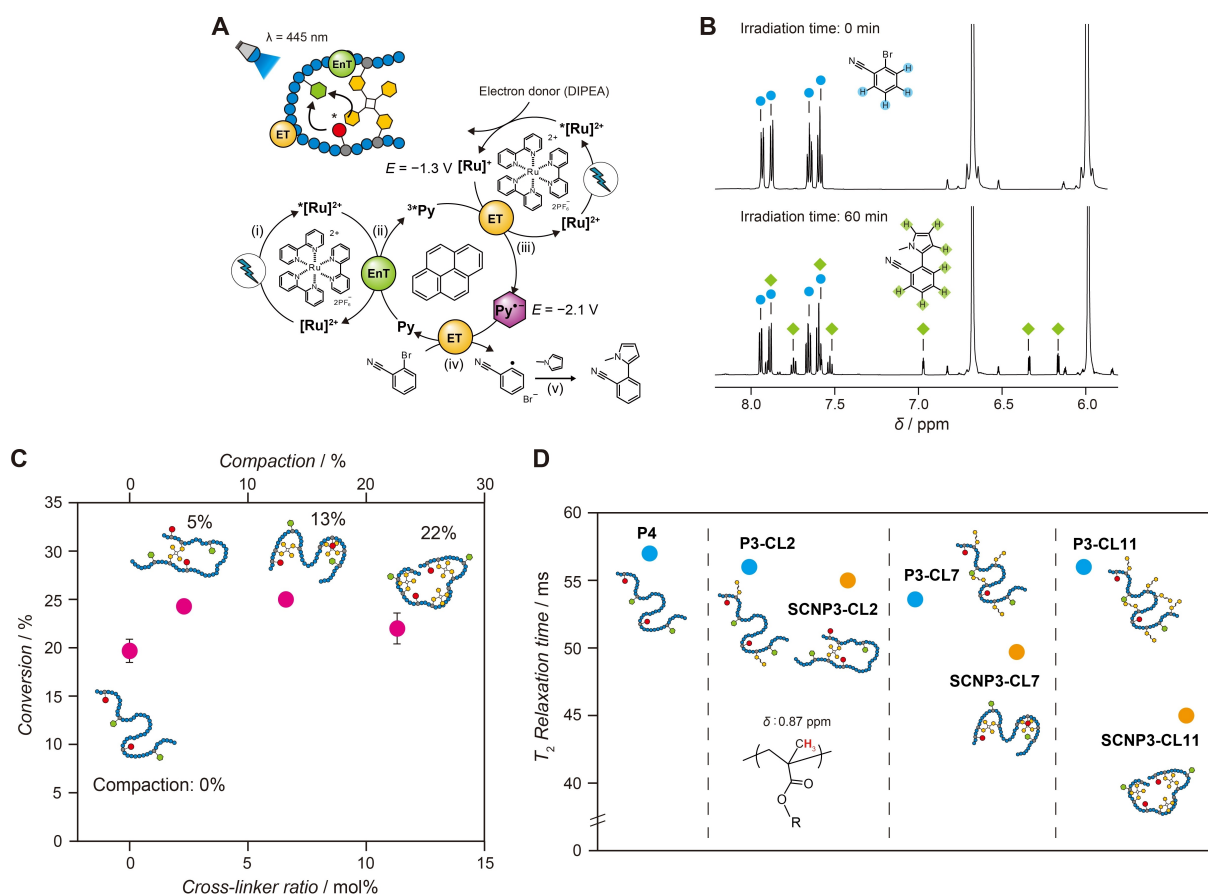 A
λ = 445 nm
EnT
*
ET
Electron donor (DIPEA)
*[Ru]²⁺
E = −1.3 V
[Ru]⁺
2+
N
N
N
Ru
N
N
N
2PF₆⁻
ET
[Ru]²⁺
(iii)
*[Ru]²⁺
(i)
(ii)
³*Py
2+
N
N
N
Ru
N
N
N
2PF₆⁻
EnT
[Ru]²⁺
Py
Py•−
E = −2.1 V
ET
(iv)
Br
NC
NC
•
Br⁻
N
(v)
N
NC
B
Irradiation time: 0 min
Br
NC
H
H
H
H
Irradiation time: 60 min
H
H
N
H
NC
H
H
H
H
8.0
7.5
7.0
6.5
6.0
δ / ppm
C
Compaction / %
0
10
20
30
35
30
25
20
15
10
5
0
Conversion / %
5%
13%
22%
Compaction: 0%
0
5
10
15
Cross-linker ratio / mol%
D
60
55
50
45
40
0
T₂ Relaxation time / ms
P4
P3-CL2
SCNP3-CL2
P3-CL7
SCNP3-CL7
P3-CL11
SCNP3-CL11
δ : 0.87 ppm
CH₃
O
O
R